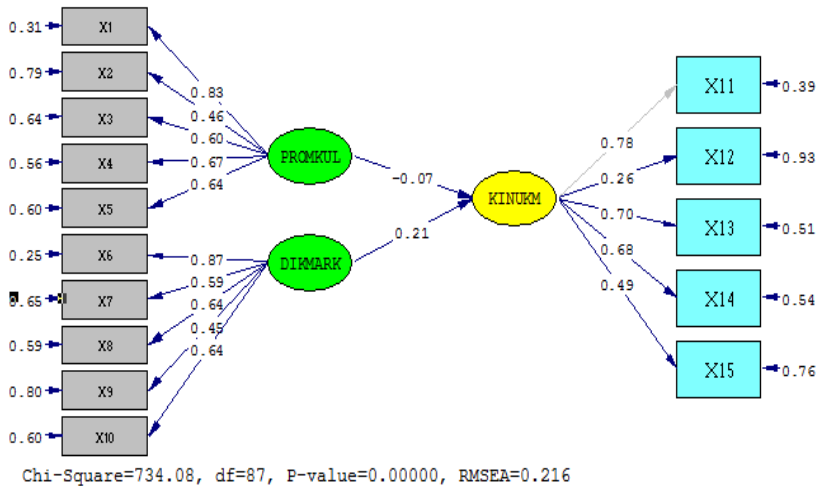 0.31 X1
0.79 X2
0.64 X3
0.56 X4
0.60 X5
0.25 X6
0.65 X7
0.59 X8
0.80 X9
0.60 X10
0.83
0.46
0.60
0.67
0.64
0.87
0.59
0.64
0.45
0.64
PROMKUL
DIKMARK
-0.07
0.21
KINUKM
0.78
0.26
0.70
0.68
0.49
X11 0.39
X12 0.93
X13 0.51
X14 0.54
X15 0.76
Chi-Square=734.08, df=87, P-value=0.00000, RMSEA=0.216